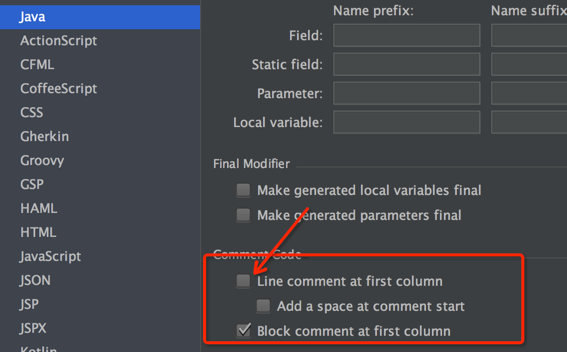 Java
ActionScript
CFML
CoffeeScript
CSS
Gherkin
Groovy
GSP
HAML
HTML
JavaScript
JSON
JSP
JSPX
Kotlin
Name prefix: Name suffix
Field:
Static field:
Parameter:
Local variable:
Final Modifier
Make generated local variables final
Make generated parameters final
Comment Code
Line comment at first column
Add a space at comment start
Block comment at first column